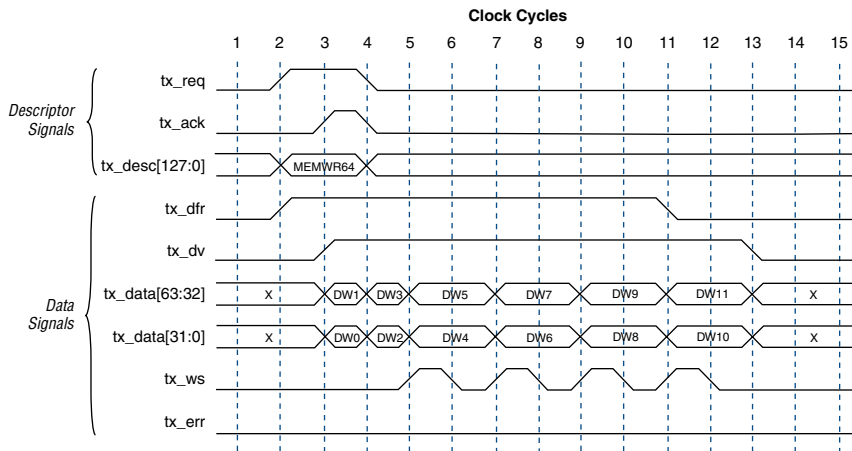 Clock Cycles
1 2 3 4 5 6 7 8 9 10 11 12 13 14 15
tx_req
Descriptor
Signals
tx_ack
tx_desc[127:0] MEMWR64
tx_dfr
tx_dv
tx_data[63:32] X DW1 DW3 DW5 DW7 DW9 DW11 X
Data
Signals
tx_data[31:0] X DW0 DW2 DW4 DW6 DW8 DW10 X
tx_ws
tx_err